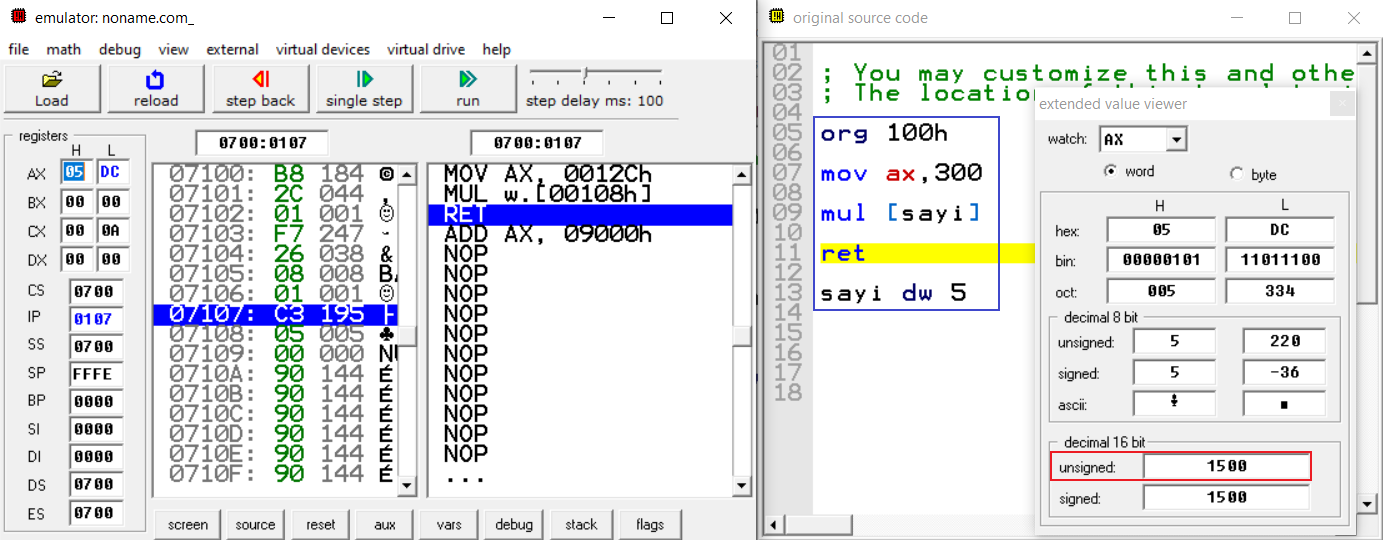 emulator: noname.com_
file math debug view external virtual devices virtual drive help
Load reload step back single step run step delay ms: 100
registers
H L
AX 05 DC
BX 00 00
CX 00 0A
DX 00 00
CS 0700
IP 0107
SS 0700
SP FFFE
BP 0000
SI 0000
DI 0000
DS 0700
ES 0700
0700:0107
07100: B8 184
07101: 2C 044 ,
07102: 01 001 ☺
07103: F7 247
07104: 26 038 &
07105: 08 008
07106: 01 001 ☺
07107: C3 195
07108: 05 005 ♣
07109: 00 000
0710A: 90 144 É
0710B: 90 144 É
0710C: 90 144 É
0710D: 90 144 É
0710E: 90 144 É
0710F: 90 144 É
0700:0107
MOV AX, 0012Ch
MUL w.[00108h]
RET
ADD AX, 09000h
NOP
NOP
NOP
NOP
NOP
NOP
NOP
NOP
NOP
NOP
NOP
...
screen source reset aux vars debug stack flags
original source code
01
02 ; You may customize this and othe
03 ; The location
04
05 org 100h
06
07 mov ax,300
08
09 mul [sayi]
10
11 ret
12
13 sayi dw 5
14
15
16
17
18
extended value viewer
watch: AX
word byte
H L
hex: 05 DC
bin: 00000101 11011100
oct: 005 334
decimal 8 bit
unsigned: 5 220
signed: 5 -36
ascii: ♣ ■
decimal 16 bit
unsigned: 1500
signed: 1500